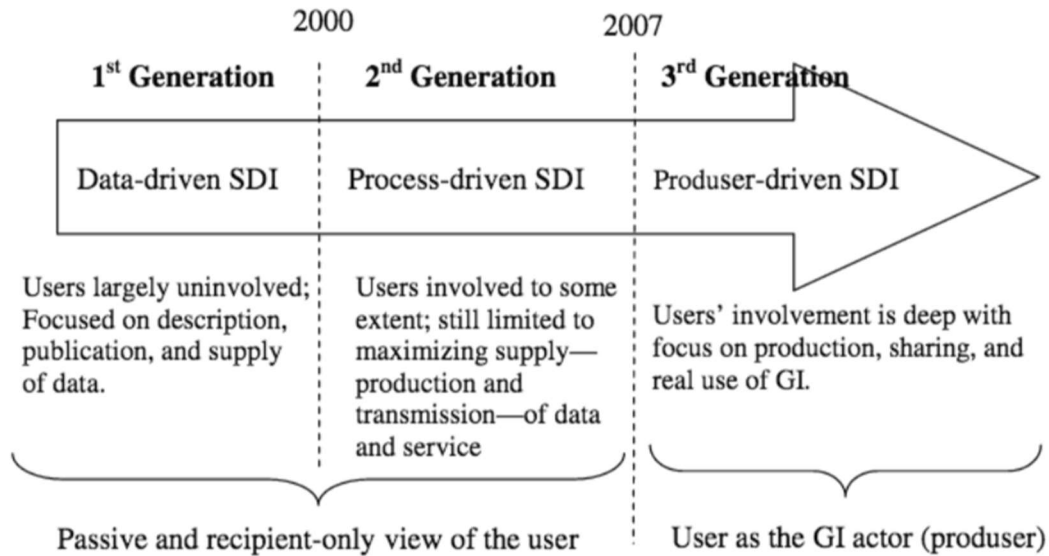 2000
2007
1st Generation
2nd Generation
3rd Generation
Data-driven SDI
Process-driven SDI
Produser-driven SDI
Users largely uninvolved;
Focused on description,
publication, and supply
of data.
Users involved to some
extent; still limited to
maximizing supply—
production and
transmission—of data
and service
Users’ involvement is deep with
focus on production, sharing, and
real use of GI.
Passive and recipient-only view of the user
User as the GI actor (produser)